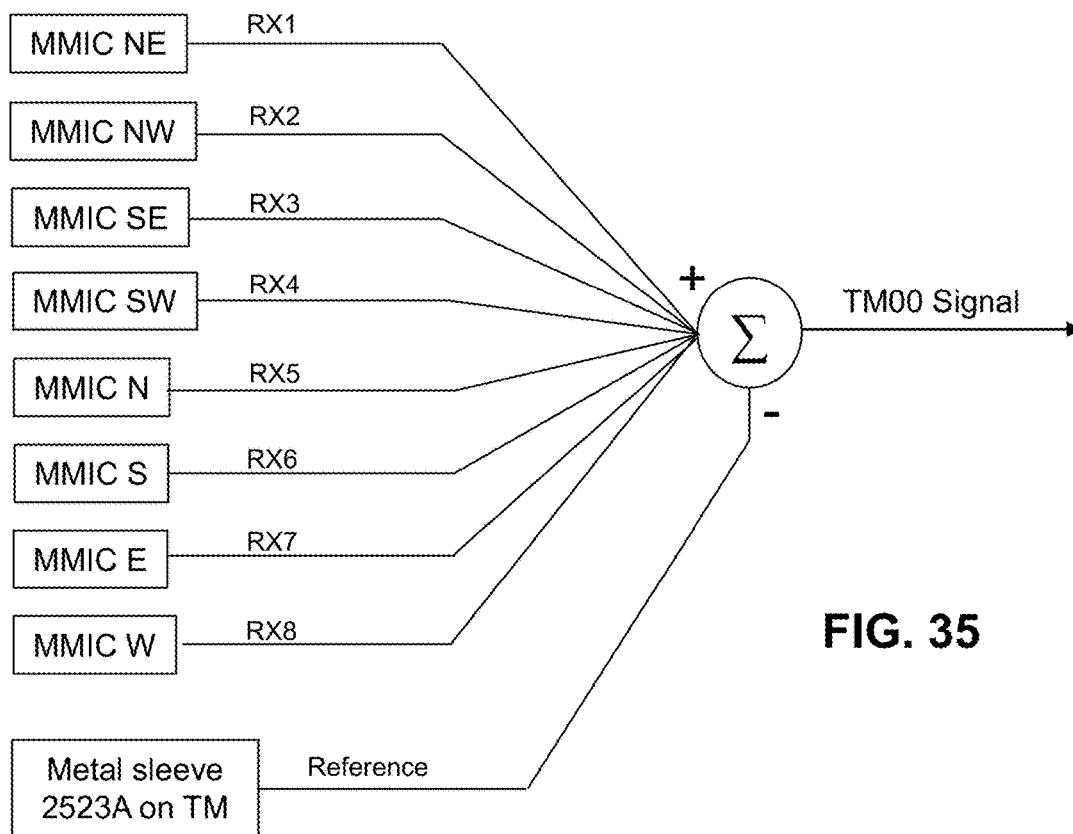 MMIC NE
RX1
MMIC NW
RX2
MMIC SE
RX3
MMIC SW
RX4
MMIC N
RX5
MMIC S
RX6
MMIC E
RX7
MMIC W
RX8
Metal sleeve
2523A on TM
Reference
+
Σ
-
TM00 Signal
FIG. 35